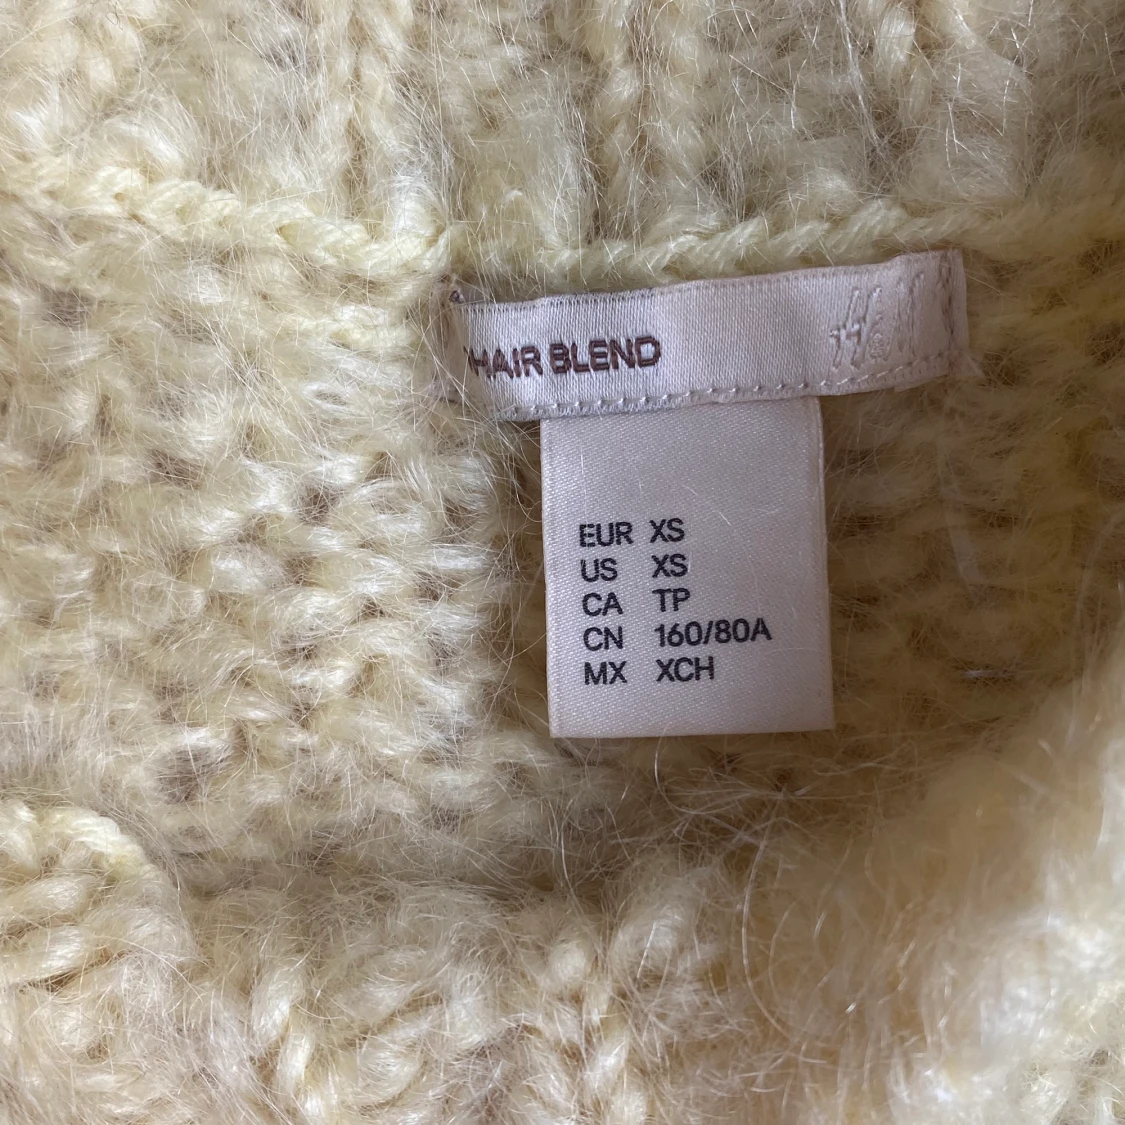 HAIR BLEND
H&M
EUR XS
US XS
CA TP
CN 160/80A
MX XCH